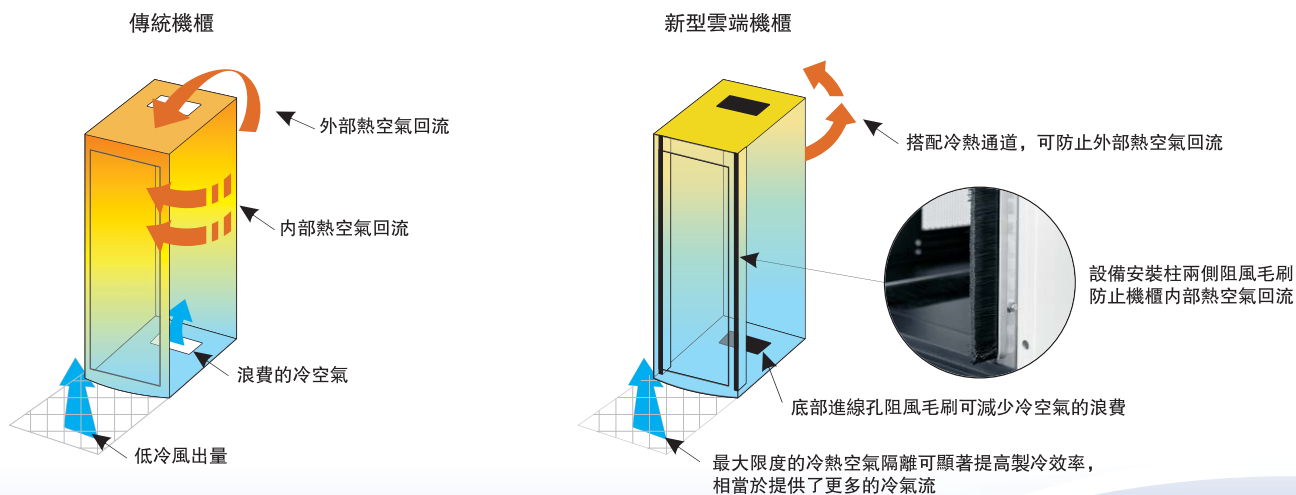 傳統機櫃
外部熱空氣回流
內部熱空氣回流
浪費的冷空氣
低冷風出量
新型雲端機櫃
搭配冷熱通道，可防止外部熱空氣回流
設備安裝柱兩側阻風毛刷
防止機櫃內部熱空氣回流
底部進線孔阻風毛刷可減少冷空氣的浪費
最大限度的冷熱空氣隔離可顯著提高製冷效率，
相當於提供了更多的冷氣流